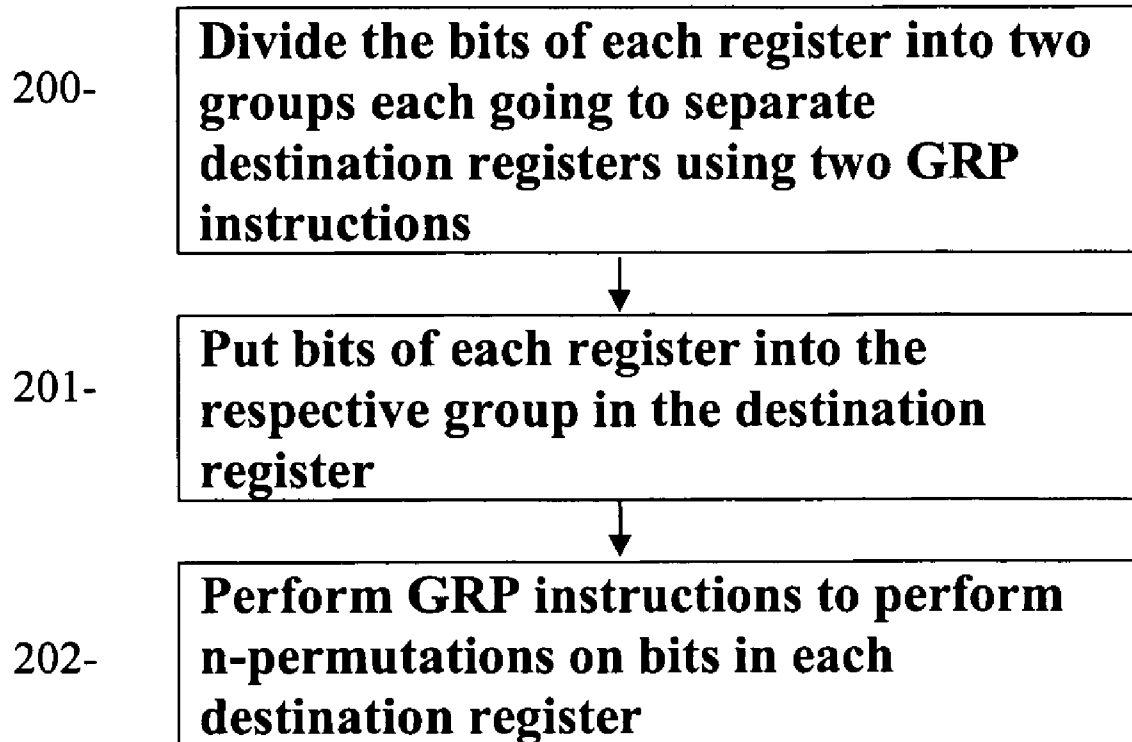 Divide the bits of each register into two
200-
groups each going to separate
destination registers using two GRP
instructions
Put bits of each register into the
201-
respective group in the destination
register
Perform GRP instructions to perform
202-
n-permutations on bits in each
destination register